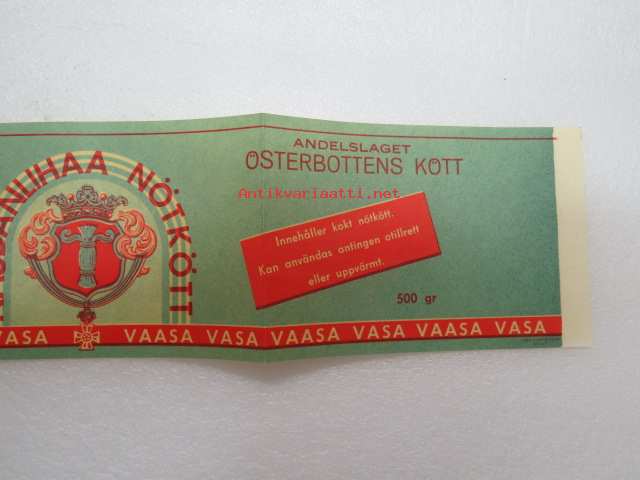 NÖTKÖTT
ANDELSLAGET
ÖSTERBOTTENS KÖTT
Antikvariaatti.net
Innehåller kokt nötkött.
Kan användas antingen otillrett
eller uppvärmt.
500 gr
VASA VAASA VASA VAASA VASA VAASA VASA